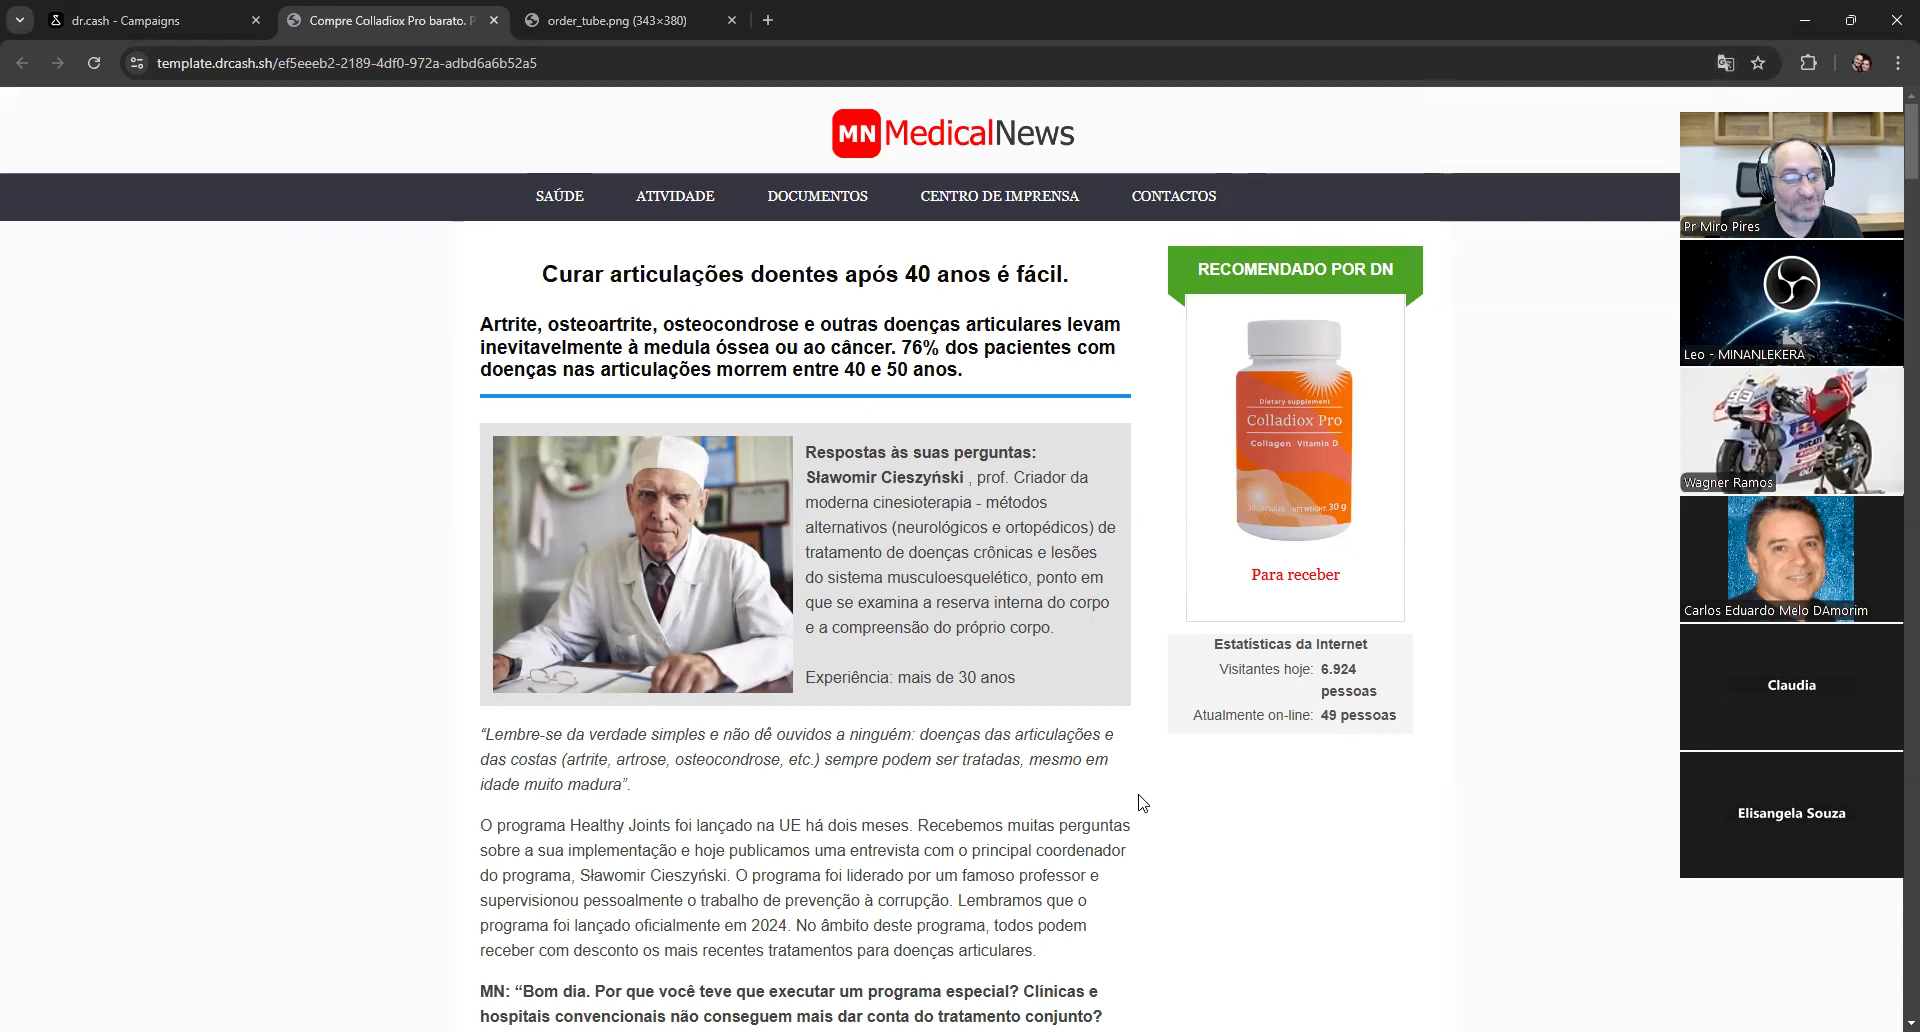 dr.cash - Campaigns
Compre Colladiox Pro barato. P
order_tube.png (343×380)
template.drcash.sh/ef5eeeb2-2189-4df0-972a-adbd6a6b52a5
MN MedicalNews
SAÚDE ATIVIDADE DOCUMENTOS CENTRO DE IMPRENSA CONTACTOS
Curar articulações doentes após 40 anos é fácil.
Artrite, osteoartrite, osteocondrose e outras doenças articulares levam
inevitavelmente à medula óssea ou ao câncer. 76% dos pacientes com
doenças nas articulações morrem entre 40 e 50 anos.
Respostas às suas perguntas:
Sławomir Cieszyński , prof. Criador da
moderna cinesioterapia - métodos
alternativos (neurológicos e ortopédicos) de
tratamento de doenças crônicas e lesões
do sistema musculoesquelético, ponto em
que se examina a reserva interna do corpo
e a compreensão do próprio corpo.
Experiência: mais de 30 anos
“Lembre-se da verdade simples e não dê ouvidos a ninguém: doenças das articulações e
das costas (artrite, artrose, osteocondrose, etc.) sempre podem ser tratadas, mesmo em
idade muito madura”.
O programa Healthy Joints foi lançado na UE há dois meses. Recebemos muitas perguntas
sobre a sua implementação e hoje publicamos uma entrevista com o principal coordenador
do programa, Sławomir Cieszyński. O programa foi liderado por um famoso professor e
supervisionou pessoalmente o trabalho de prevenção à corrupção. Lembramos que o
programa foi lançado oficialmente em 2024. No âmbito deste programa, todos podem
receber com desconto os mais recentes tratamentos para doenças articulares.
MN: “Bom dia. Por que você teve que executar um programa especial? Clínicas e
hospitais convencionais não conseguem mais dar conta do tratamento conjunto?
RECOMENDADO POR DN
Dietary supplement
Colladiox Pro
Collagen Vitamin D
30 CAPSULES NET WEIGHT: 30 g
Para receber
Estatísticas da Internet
Visitantes hoje: 6.924
pessoas
Atualmente on-line: 49 pessoas
Pr Miro Pires
Leo - MINANLEKERA
93
Wagner Ramos
Carlos Eduardo Melo DAmorim
Claudia
Elisangela Souza